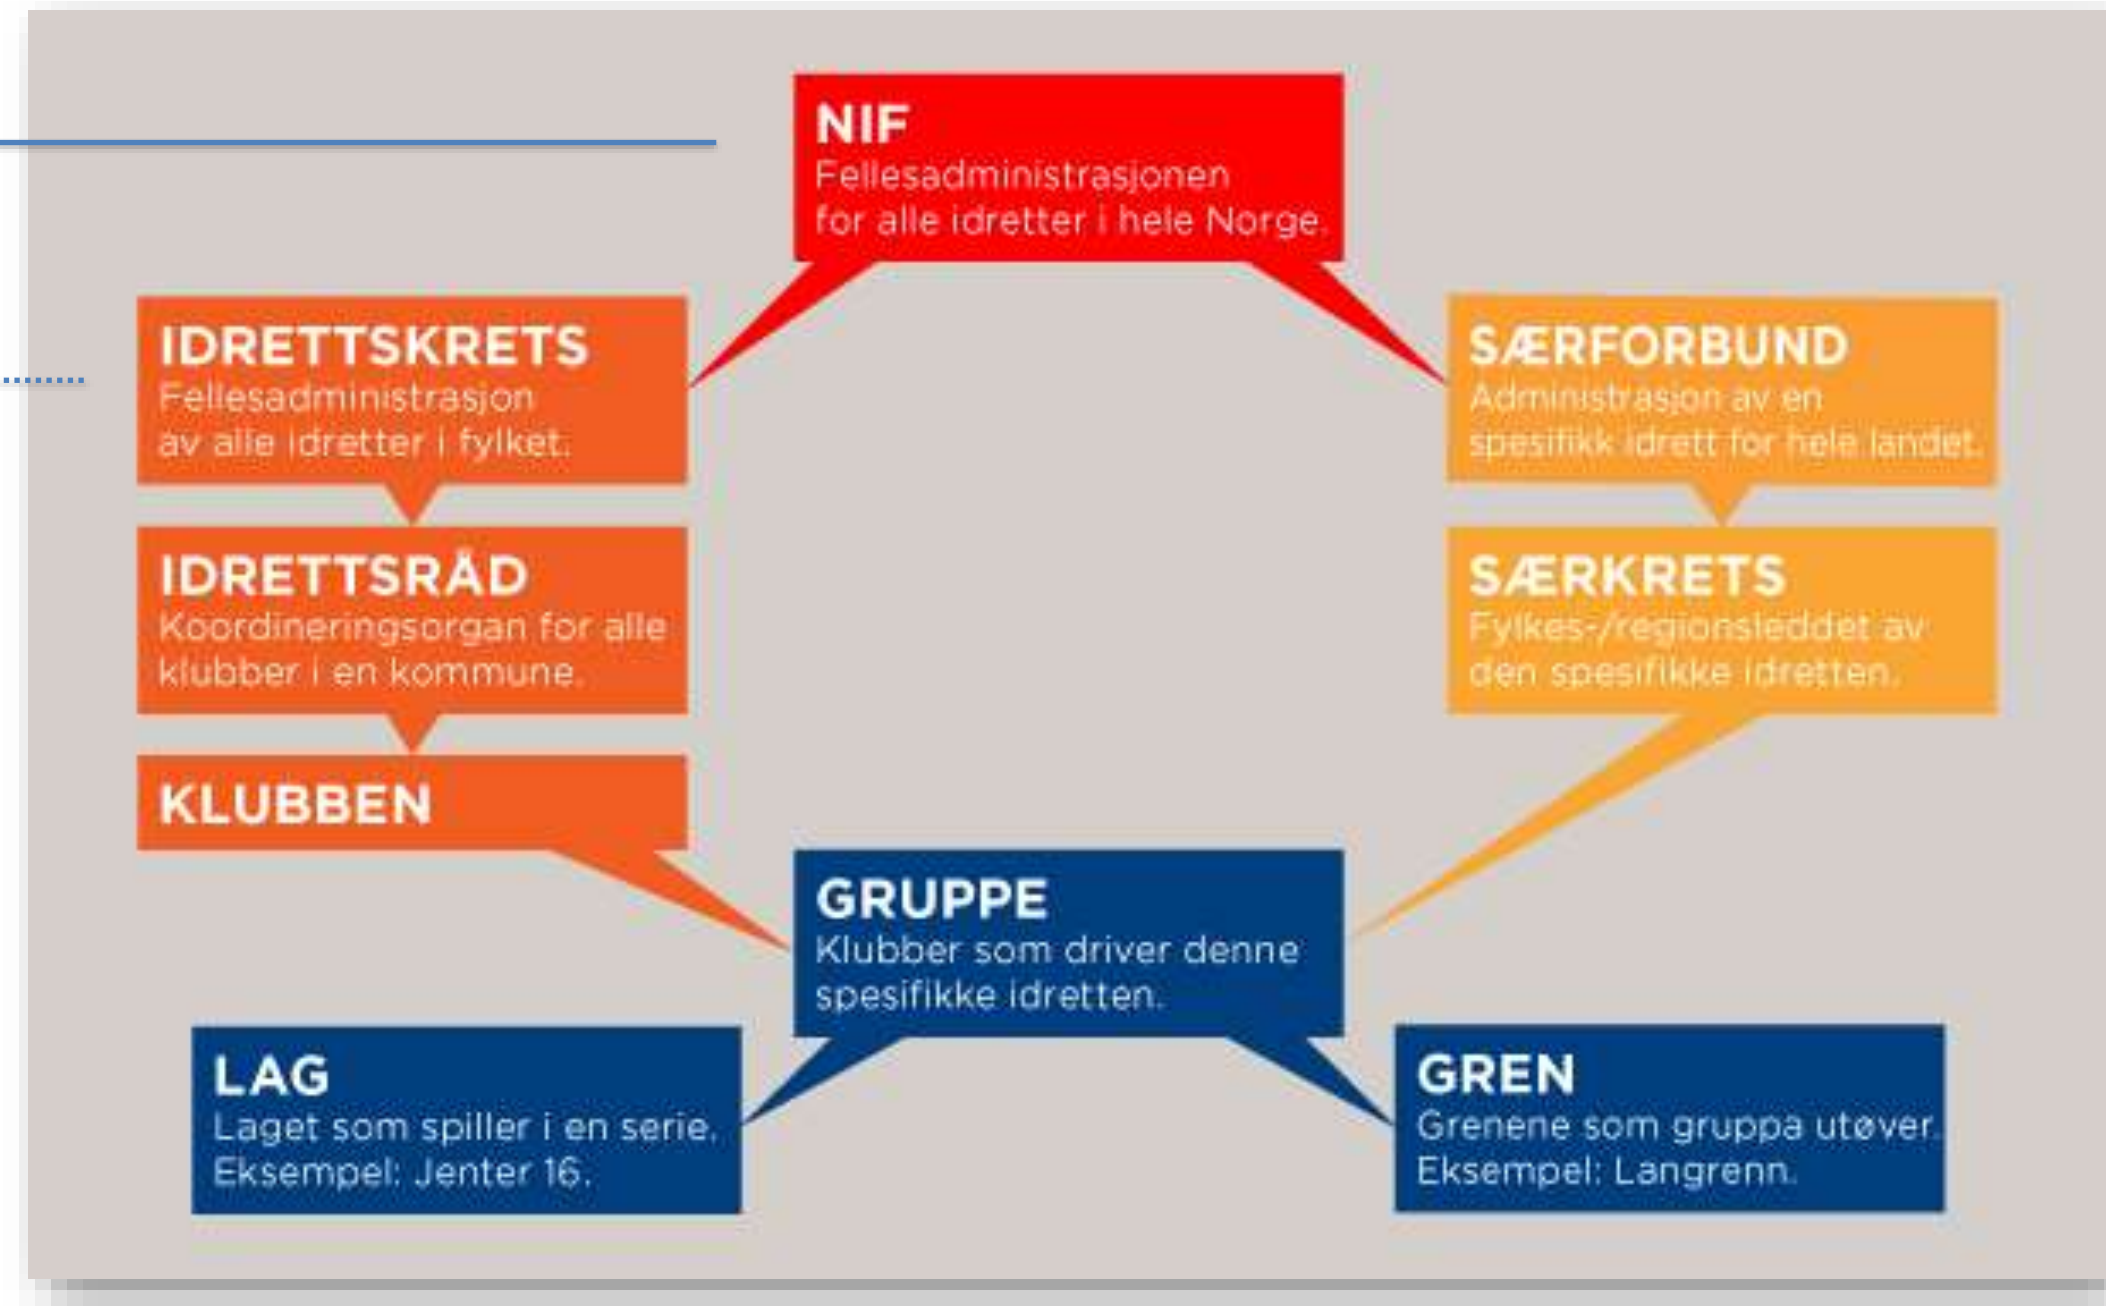 NIF
Fellesadministrasjonen
for alle idretter i hele Norge.
IDRETTSKRETS
Fellesadministrasjon
av alle idretter i fylket.
IDRETTSRÅD
Koordineringsorgan for alle
klubber i en kommune.
KLUBBEN
SÆRFORBUND
Administrasjon av en
spesifikk idrett for hele landet.
SÆRKRETS
Fylkes-/regionsleddet av
den spesifikke idretten.
GRUPPE
Klubber som driver denne
spesifikke idretten.
LAG
Laget som spiller i en serie.
Eksempel: Jenter 16.
GREN
Grenene som gruppa utøver.
Eksempel: Langrenn.